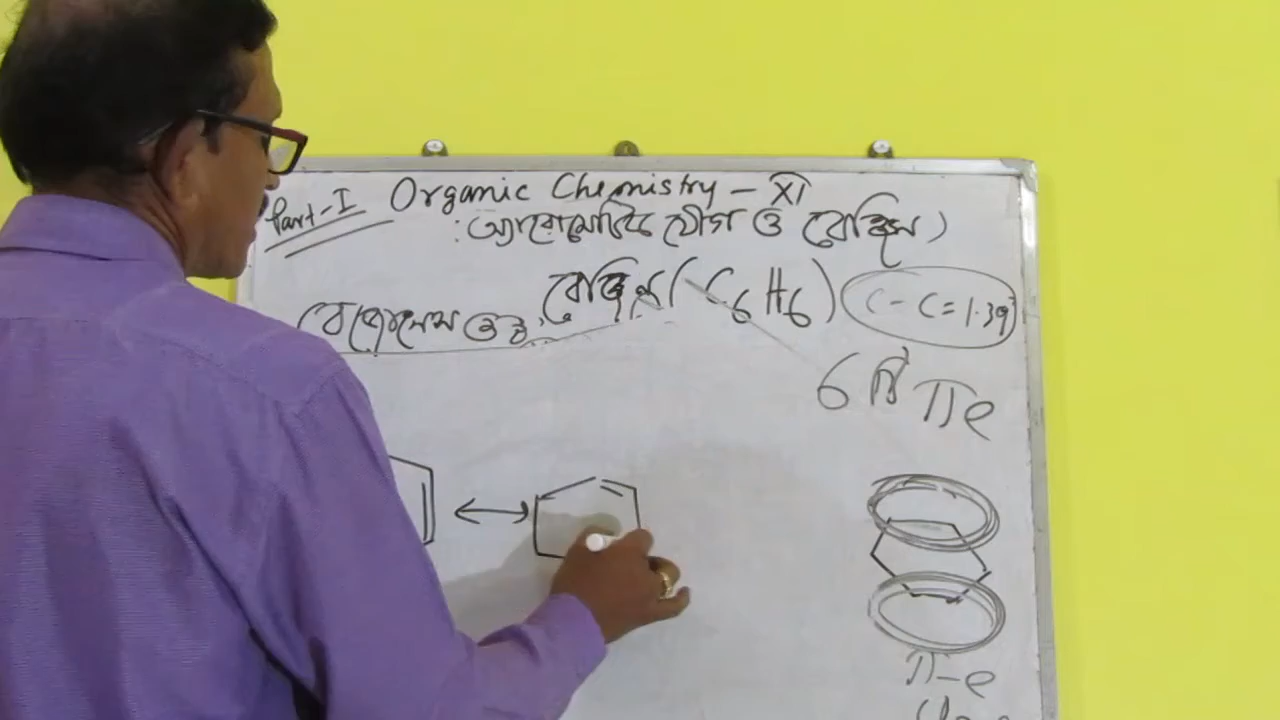 Part-I Organic Chemistry – XI
: অ্যারোমেটিক যৌগ ও বেঞ্জিন)
বেঞ্জিন (C6H6) C–C=1.39
6 টি πe
π-e